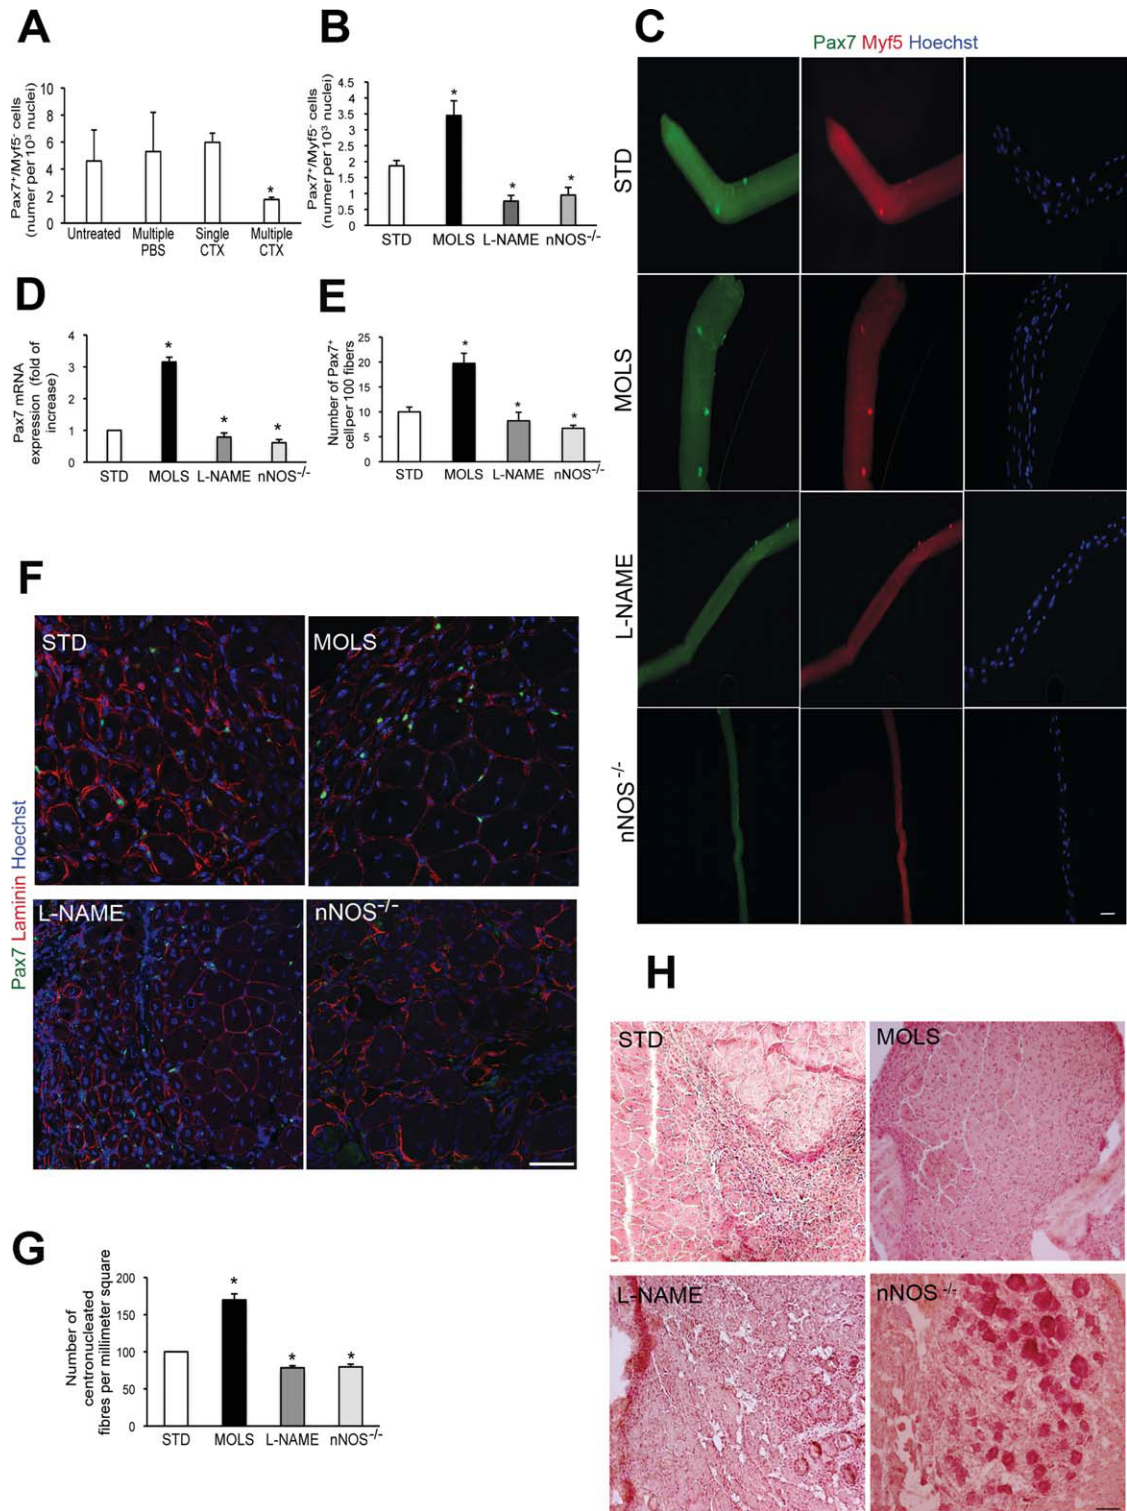 A
Pax7⁺/Myf5⁻ cells
(numer per 10³ nuclei)
10
8
6
4
2
0
Untreated
Multiple
PBS
Single
CTX
Multiple
CTX
*
B
Pax7⁺/Myf5⁻ cells
(numer per 10³ nuclei)
4.5
4
3.5
3
2.5
2
1.5
1
0.5
0
*
*
*
STD
MOLS
L-NAME
nNOS⁻/⁻
C
Pax7 Myf5 Hoechst
STD
MOLS
L-NAME
nNOS⁻/⁻
D
Pax7 mRNA
expression (fold of
increase)
4
3
2
1
0
*
*
*
STD
MOLS
L-NAME
nNOS⁻/⁻
E
Number of Pax7⁺
cell per 100 fibers
25
20
15
10
5
0
*
*
*
STD
MOLS
L-NAME
nNOS⁻/⁻
F
Pax7 Laminin Hoechst
STD
MOLS
L-NAME
nNOS⁻/⁻
G
Number of
centronucleated
fibres per millimeter square
200
150
100
50
0
*
*
*
STD
MOLS
L-NAME
nNOS⁻/⁻
H
STD
MOLS
L-NAME
nNOS⁻/⁻